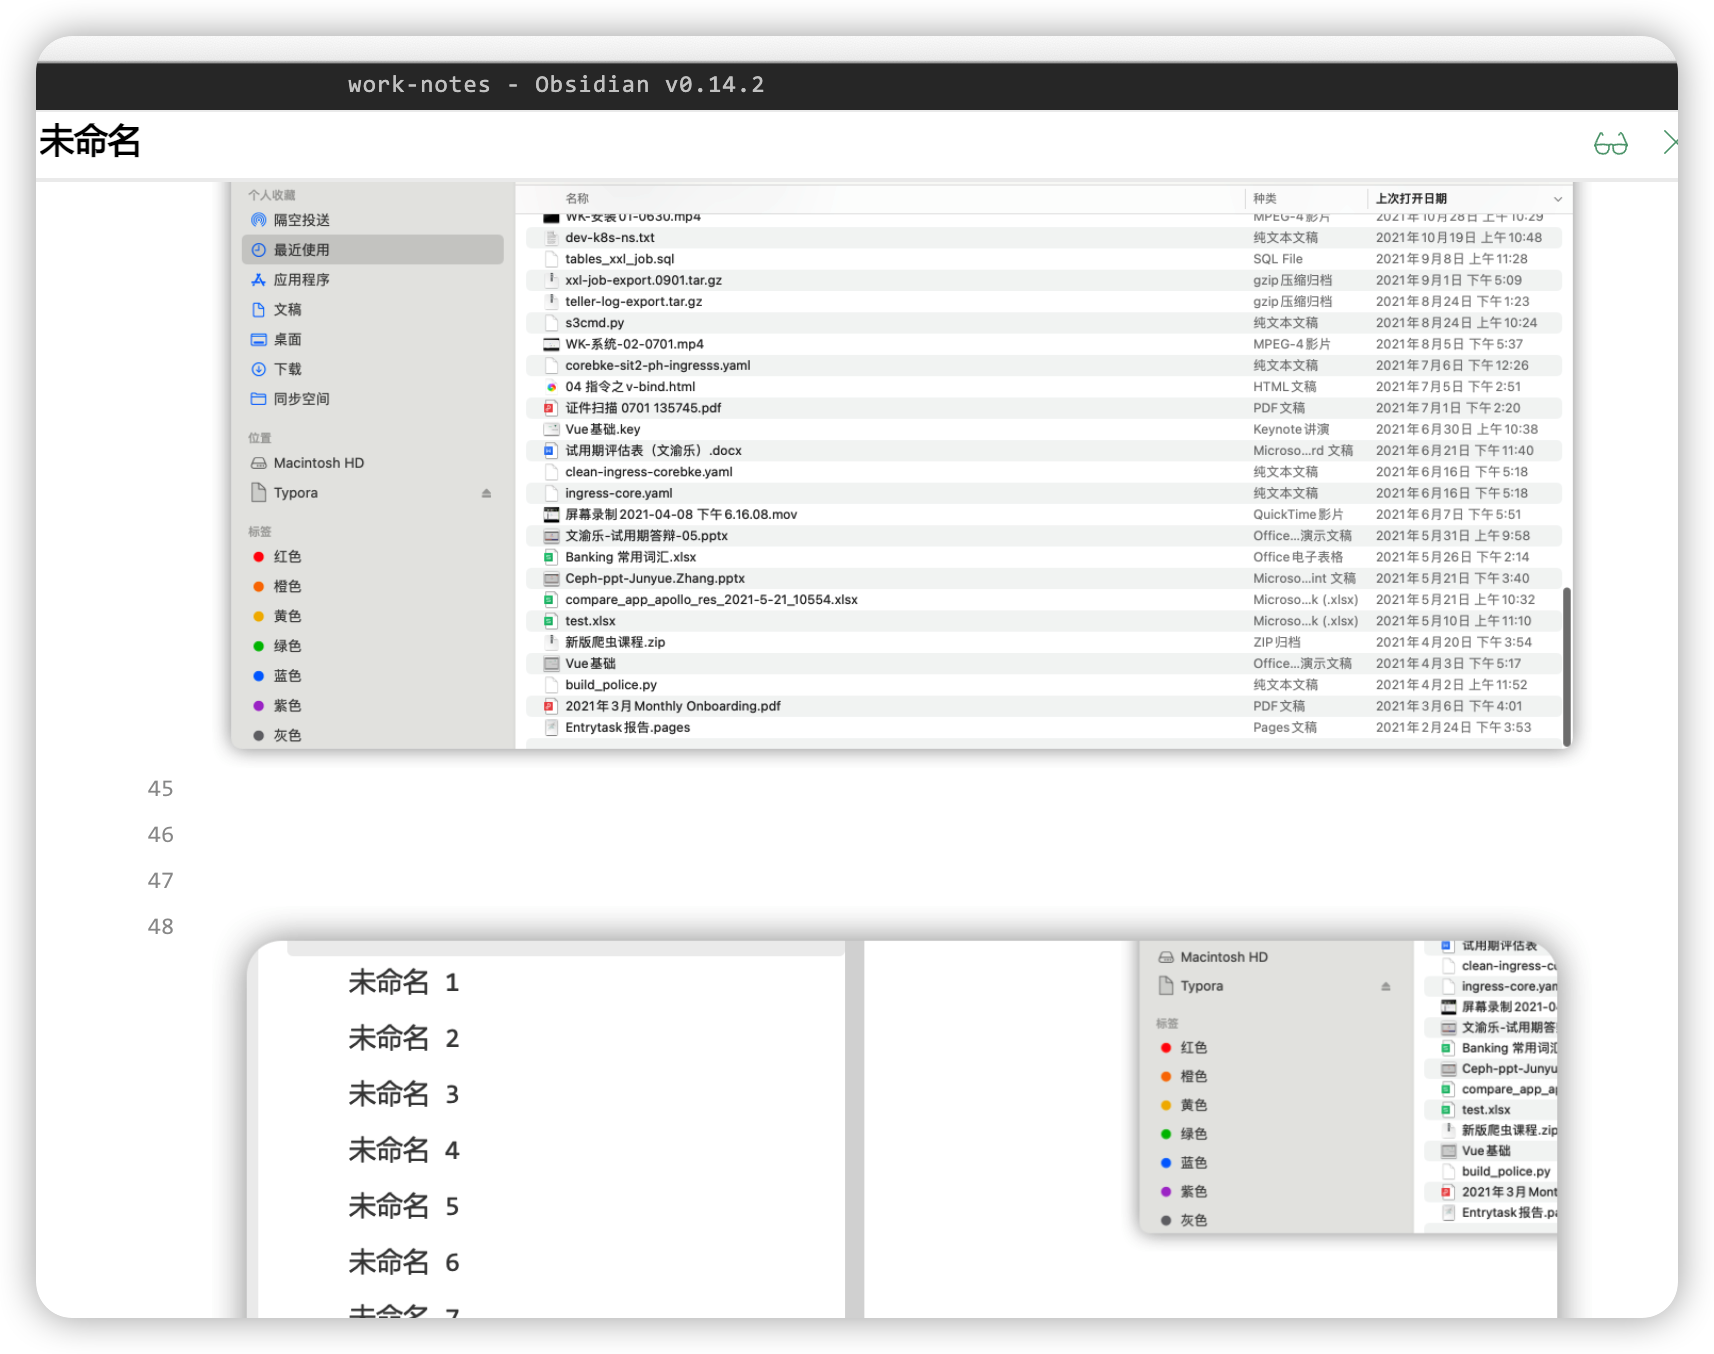 work-notes - Obsidian v0.14.2
未命名
个人收藏
隔空投送
最近使用
应用程序
文稿
桌面
下载
同步空间
位置
Macintosh HD
Typora
标签
红色
橙色
黄色
绿色
蓝色
紫色
灰色
名称 种类 上次打开日期
WK-安装01-0630.mp4 MPEG-4影片 2021年10月28日 上午10:29
dev-k8s-ns.txt 纯文本文稿 2021年10月19日 上午10:48
tables_xxl_job.sql SQL File 2021年9月8日 上午11:28
xxl-job-export.0901.tar.gz gzip压缩归档 2021年9月1日 下午5:09
teller-log-export.tar.gz gzip压缩归档 2021年8月24日 下午1:23
s3cmd.py 纯文本文稿 2021年8月24日 上午10:24
WK-系统-02-0701.mp4 MPEG-4影片 2021年8月5日 下午5:37
corebke-sit2-ph-ingresss.yaml 纯文本文稿 2021年7月6日 下午12:26
04 指令之v-bind.html HTML文稿 2021年7月5日 下午2:51
证件扫描 0701 135745.pdf PDF文稿 2021年7月1日 下午2:20
Vue基础.key Keynote讲演 2021年6月30日 上午10:38
试用期评估表（文渝乐）.docx Microso...rd 文稿 2021年6月21日 下午11:40
clean-ingress-corebke.yaml 纯文本文稿 2021年6月16日 下午5:18
ingress-core.yaml 纯文本文稿 2021年6月16日 下午5:18
屏幕录制2021-04-08 下午6.16.08.mov QuickTime影片 2021年6月7日 下午5:51
文渝乐-试用期答辩-05.pptx Office...演示文稿 2021年5月31日 上午9:58
Banking 常用词汇.xlsx Office电子表格 2021年5月26日 下午2:14
Ceph-ppt-Junyue.Zhang.pptx Microso...int 文稿 2021年5月21日 下午3:40
compare_app_apollo_res_2021-5-21_10554.xlsx Microso...k (.xlsx) 2021年5月21日 上午10:32
test.xlsx Microso...k (.xlsx) 2021年5月10日 上午11:10
新版爬虫课程.zip ZIP归档 2021年4月20日 下午3:54
Vue基础 Office...演示文稿 2021年4月3日 下午5:17
build_police.py 纯文本文稿 2021年4月2日 上午11:52
2021年3月Monthly Onboarding.pdf PDF文稿 2021年3月6日 下午4:01
Entrytask报告.pages Pages文稿 2021年2月24日 下午3:53
45
46
47
48
未命名 1
未命名 2
未命名 3
未命名 4
未命名 5
未命名 6
未命名 7
Macintosh HD
Typora
标签
红色
橙色
黄色
绿色
蓝色
紫色
灰色
试用期评估表
clean-ingress-c
ingress-core.yam
屏幕录制2021-0
文渝乐-试用期答
Banking 常用词汇
Ceph-ppt-Junyu
compare_app_a
test.xlsx
新版爬虫课程.zip
Vue基础
build_police.py
2021年3月Mont
Entrytask报告.pa